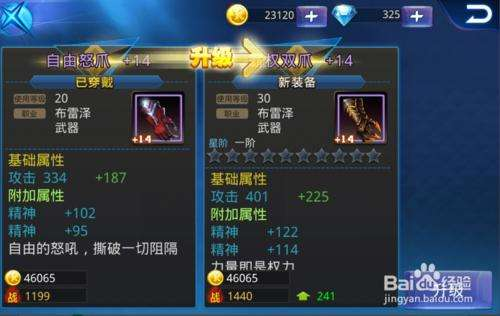 23120
325
自由怒爪 +14
升级
权双爪 +14
已穿戴
新装备
使用等级 20
职业 布雷泽
武器
+14
使用等级 30
职业 布雷泽
武器
+14
星阶 一阶
基础属性
攻击 334 +187
附加属性
精神 +102
精神 +95
自由的怒吼,撕破一切阻隔
基础属性
攻击 401 +225
附加属性
精神 +122
精神 +114
力量即是权力
46065
战 1199
46065
战 1440 241
升级
Baidu经验
jingyan.baidu.com